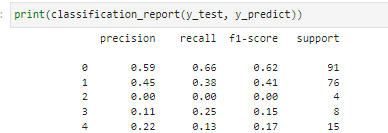 : print(classification_report(y_test, y_predict))
precision recall f1-score support
0 0.59 0.66 0.62 91
1 0.45 0.38 0.41 76
2 0.00 0.00 0.00 4
3 0.11 0.25 0.15 8
4 0.22 0.13 0.17 15